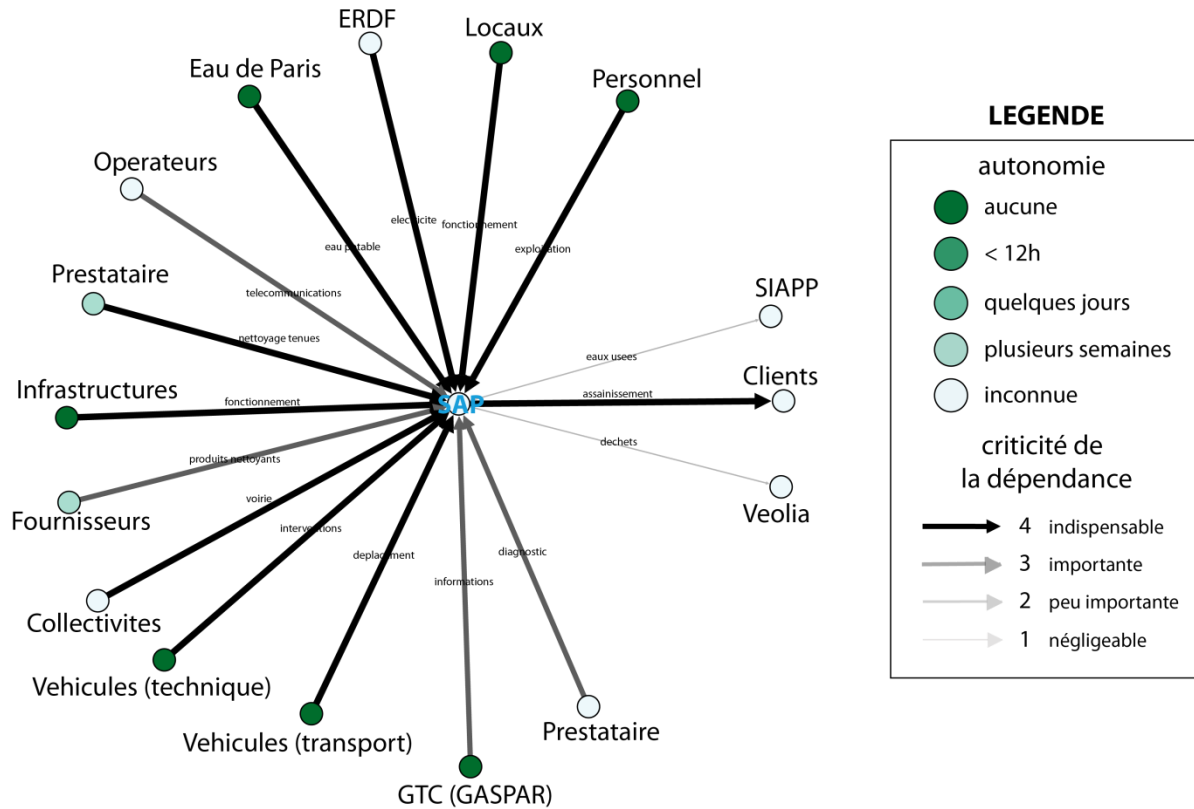 ERDF
Locaux
Eau de Paris
Personnel
Operateurs
electricite
fonctionnement
eau potable
exploitation
Prestataire
telecommunications
SIAPP
nettoyage tenues
eaux usees
Infrastructures
Clients
fonctionnement
SAP
assainissement
produits nettoyants
dechets
Fournisseurs
voirie
Veolia
interventions
deplacement
diagnostic
informations
Collectivites
Vehicules (technique)
Vehicules (transport)
Prestataire
GTC (GASPAR)
LEGENDE
autonomie
aucune
< 12h
quelques jours
plusieurs semaines
inconnue
criticité de
la dépendance
4 indispensable
3 importante
2 peu importante
1 négligeable